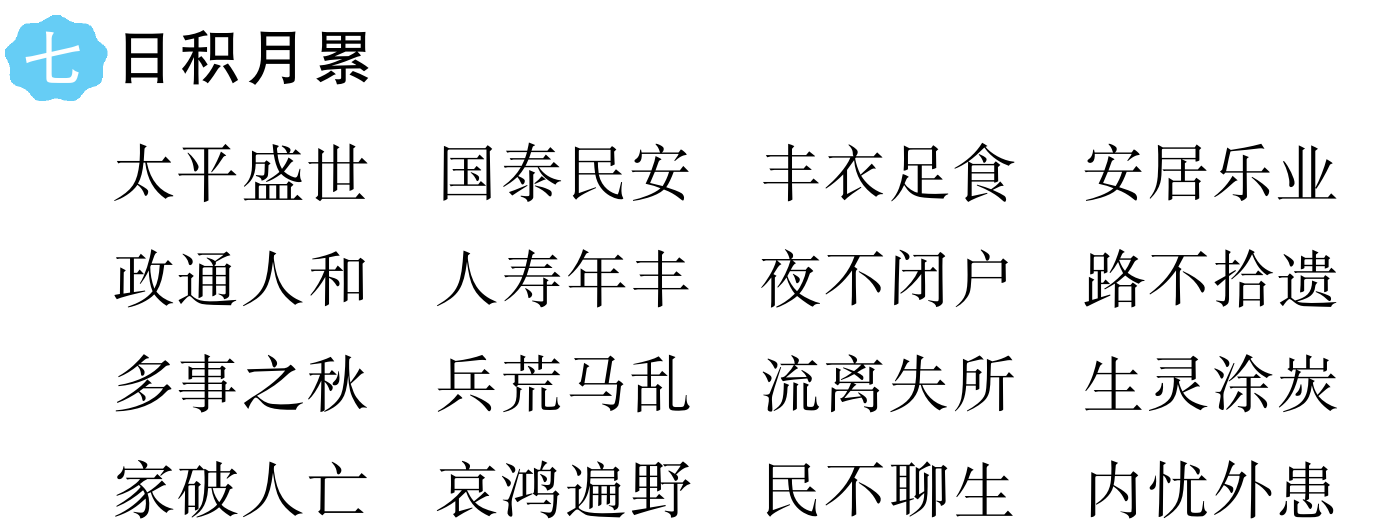 七 日积月累
太平盛世 国泰民安 丰衣足食 安居乐业
政通人和 人寿年丰 夜不闭户 路不拾遗
多事之秋 兵荒马乱 流离失所 生灵涂炭
家破人亡 哀鸿遍野 民不聊生 内忧外患